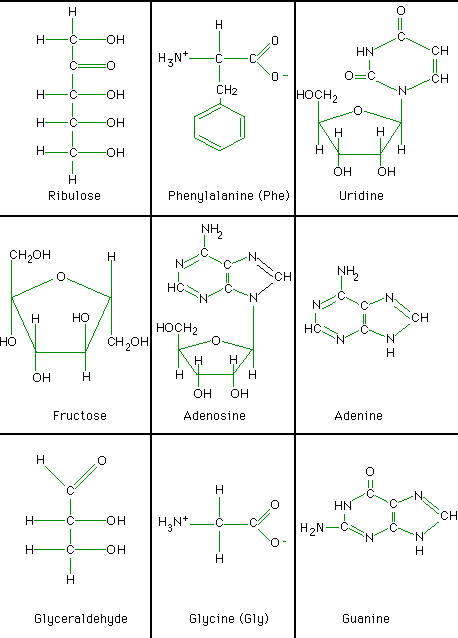 H
H C OH
C O
H C OH
H C OH
H C OH
H
Ribulose
H O
H₃N⁺ C C
CH₂ O⁻
Phenylalanine (Phe)
O
C
HN CH
O C CH
N
HOCH₂
O
H H
H H
OH OH
Uridine
CH₂OH H
O
H HO
HO CH₂OH
OH H
Fructose
NH₂
C N
N C
CH
HC C
N N
HOCH₂
O
H H H H
OH OH
Adenosine
NH₂
C N
N C
CH
HC C
N N
H
Adenine
H O
C
H C OH
H C OH
H
Glyceraldehyde
H O
H₃N⁺ C C
H O⁻
Glycine (Gly)
O
C N
HN C
CH
H₂N C C
N N
H
Guanine